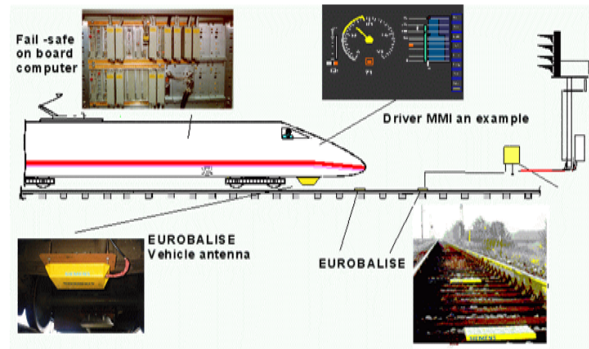 Fail -safe
on board
computer
Driver MMI an example
EUROBALISE
Vehicle antenna
EUROBALISE